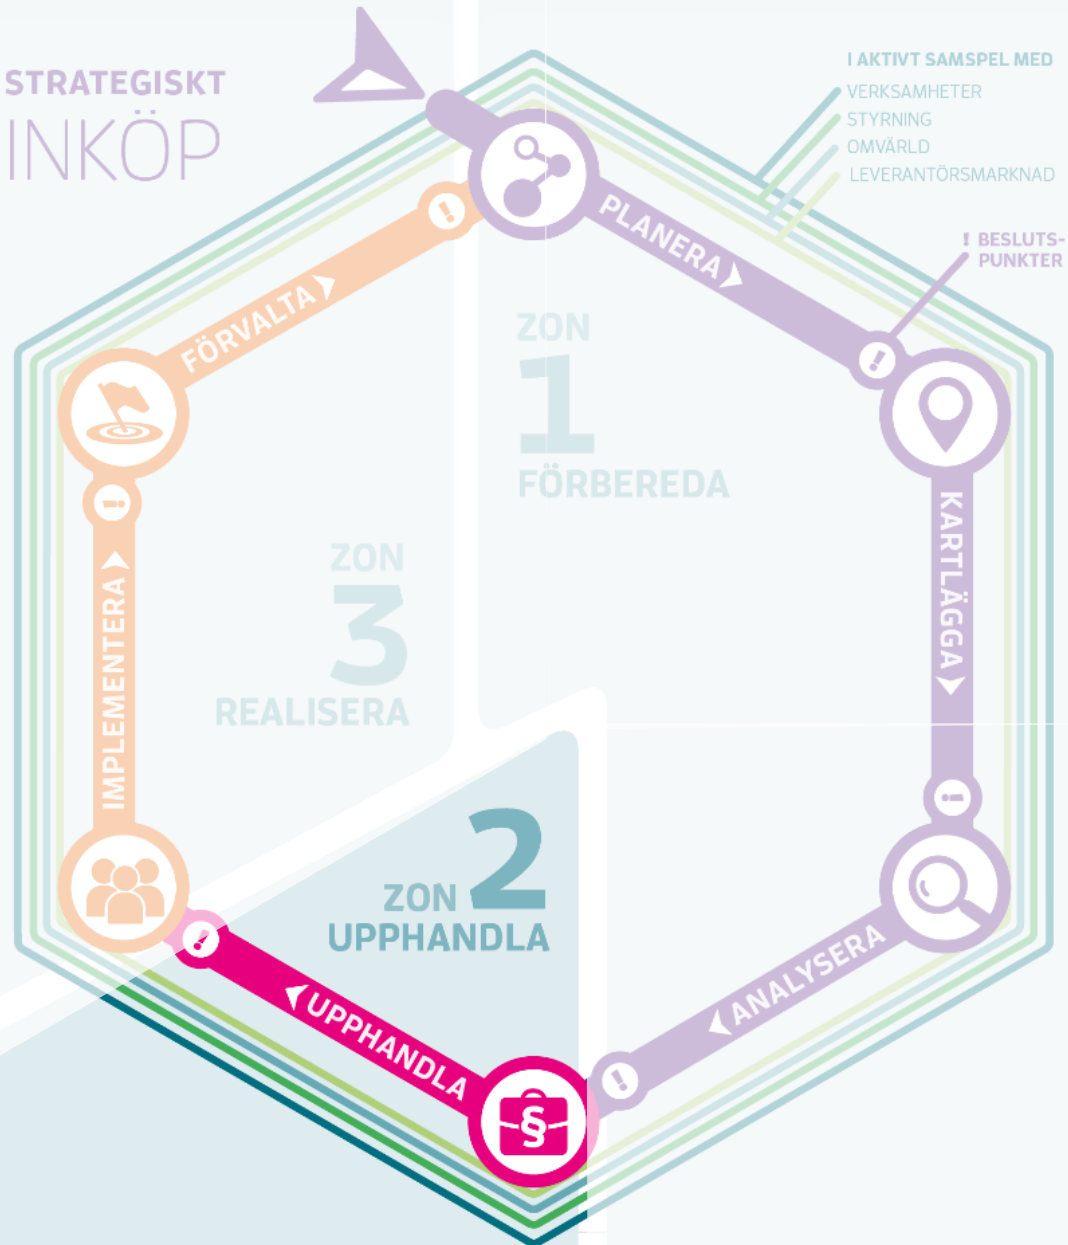 STRATEGISKT
INKÖP
I AKTIVT SAMSPEL MED
VERKSAMHETER
STYRNING
OMVÄRLD
LEVERANTÖRSMARKNAD
! BESLUTS-
PUNKTER
PLANERA
KARTLÄGGA
ANALYSERA
UPPHANDLA
IMPLEMENTERA
FÖRVALTA
ZON
1
FÖRBEREDA
ZON
3
REALISERA
ZON 2
UPPHANDLA
!
!
!
!
!
!
§